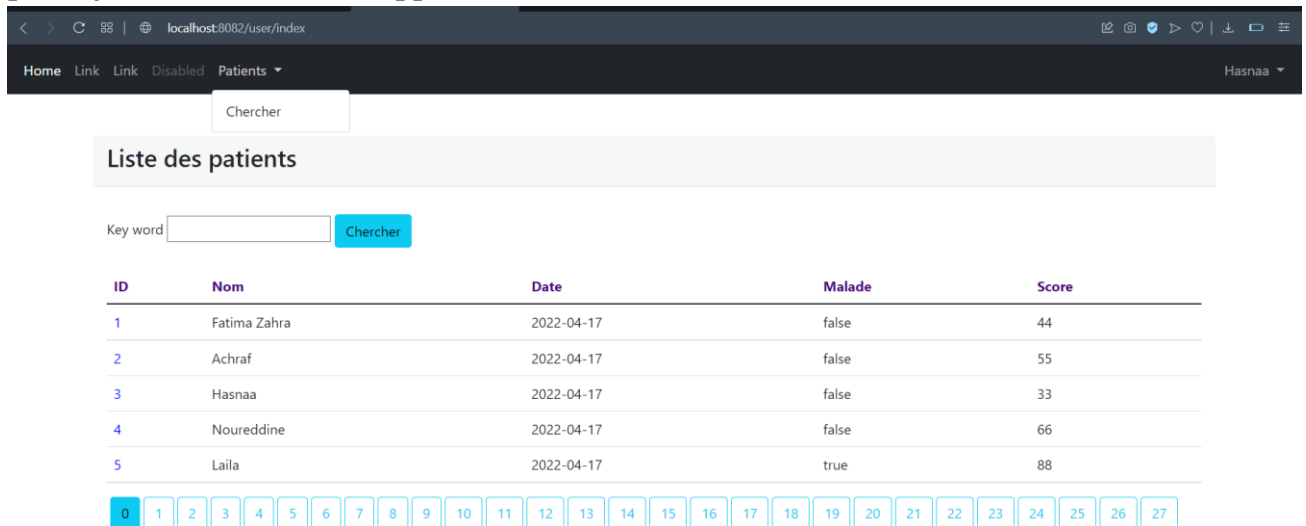 localhost:8082/user/index
Home Link Link Disabled Patients Hasnaa
Chercher
Liste des patients
Key word Chercher
ID Nom Date Malade Score
1 Fatima Zahra 2022-04-17 false 44
2 Achraf 2022-04-17 false 55
3 Hasnaa 2022-04-17 false 33
4 Noureddine 2022-04-17 false 66
5 Laila 2022-04-17 true 88
0 1 2 3 4 5 6 7 8 9 10 11 12 13 14 15 16 17 18 19 20 21 22 23 24 25 26 27